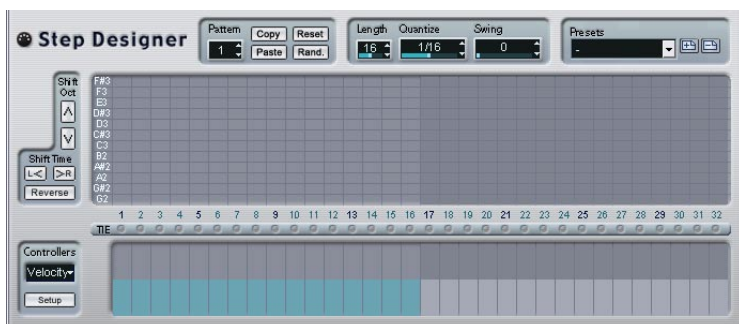 Step Designer
Pattern
1
Copy
Reset
Paste
Rand.
Length
Quantize
Swing
16
1/16
0
Presets
-
Shift
Oct
Shift Time
L<
>R
Reverse
F#3
F3
E3
D#3
D3
C#3
C3
B2
A#2
A2
G#2
G2
1 2 3 4 5 6 7 8 9 10 11 12 13 14 15 16 17 18 19 20 21 22 23 24 25 26 27 28 29 30 31 32
TIE
Controllers
Velocity
Setup